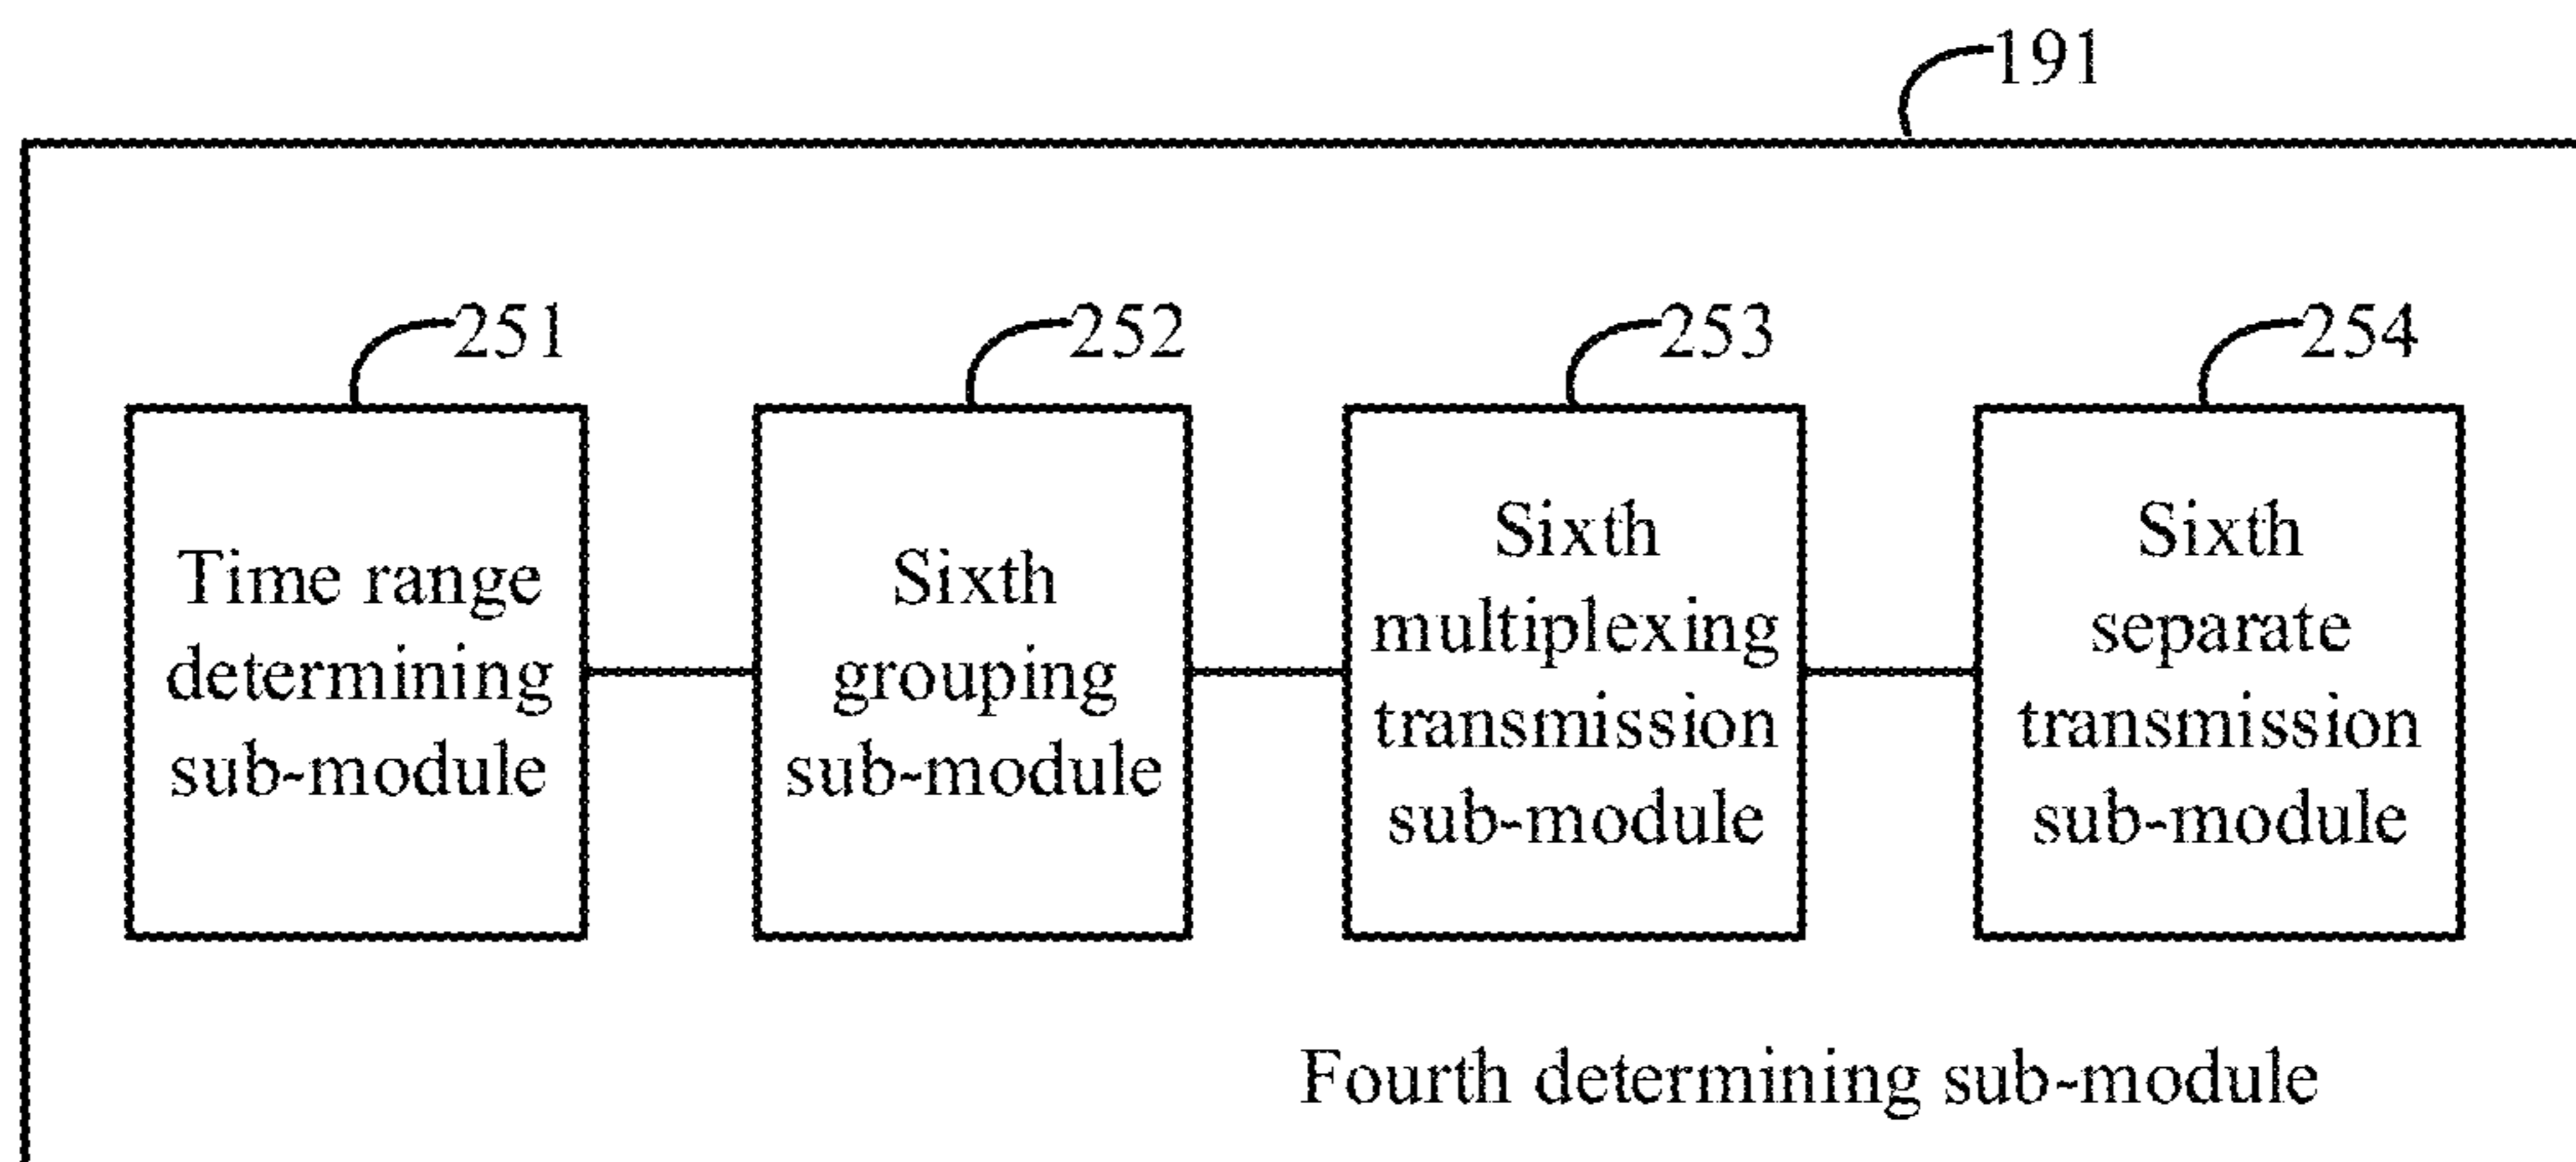 191
251
252
253
254
Time range
determining
sub-module
Sixth
grouping
sub-module
Sixth
multiplexing
transmission
sub-module
Sixth
separate
transmission
sub-module
Fourth determining sub-module